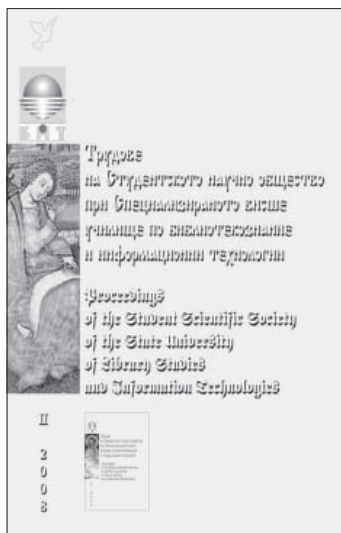 Трудове
на Студентското научно общество
при Специализираното висше
училище по библиотекознание
и информационни технологии
Proceedings
of the Student Scientific Society
of the State University
of Library Studies
and Information Technologies
II
2
0
0
8